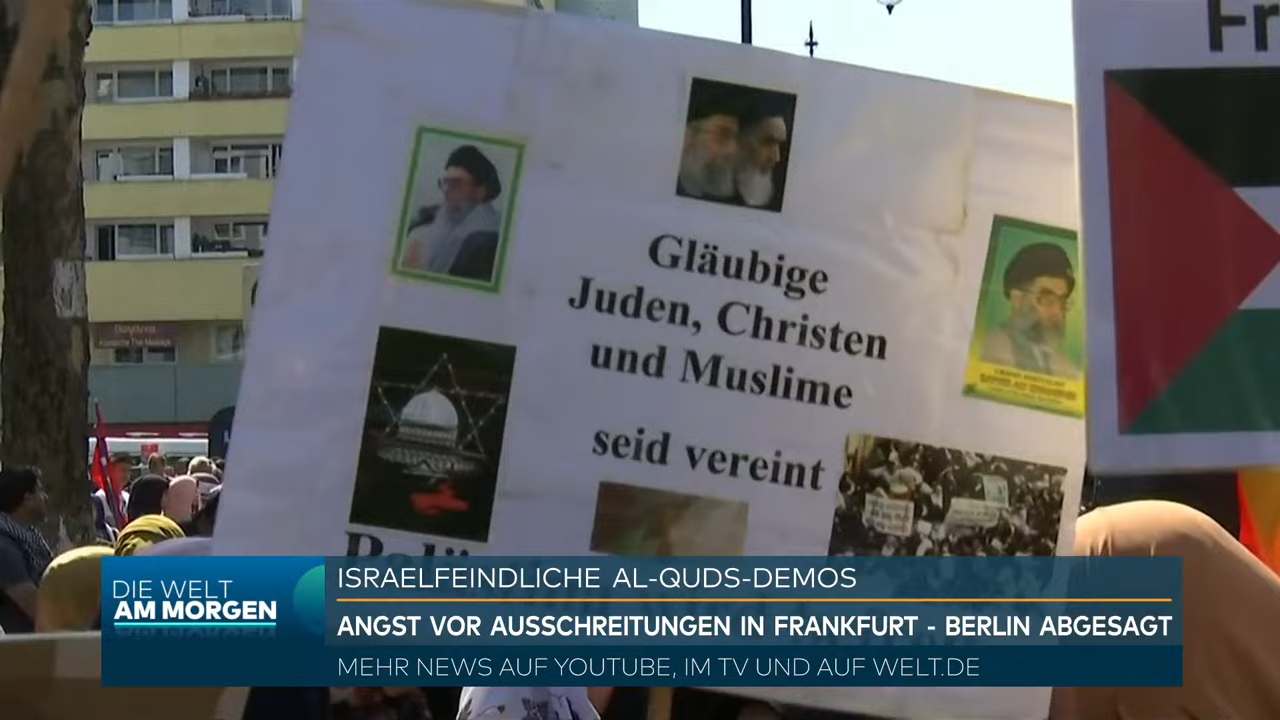 Fr
Gläubige
Juden, Christen
und Muslime
seid vereint
DIE WELT
AM MORGEN
ISRAELFEINDLICHE AL-QUDS-DEMOS
ANGST VOR AUSSCHREITUNGEN IN FRANKFURT - BERLIN ABGESAGT
MEHR NEWS AUF YOUTUBE, IM TV UND AUF WELT.DE